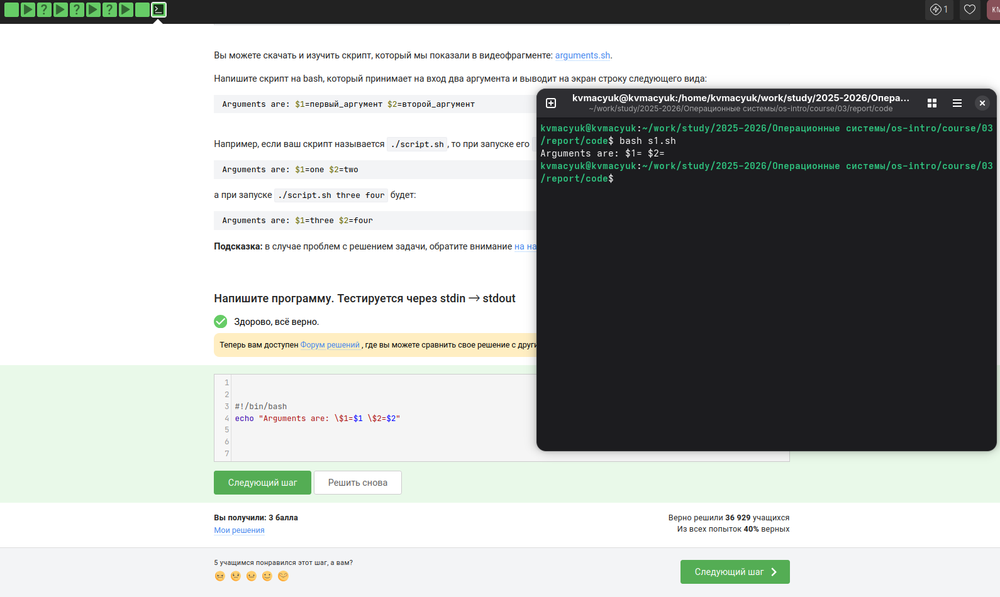 1
KM
Вы можете скачать и изучить скрипт, который мы показали в видеофрагменте: arguments.sh.
Напишите скрипт на bash, который принимает на вход два аргумента и выводит на экран строку следующего вида:
Arguments are: $1=первый_аргумент $2=второй_аргумент
Например, если ваш скрипт называется ./script.sh, то при запуске его
Arguments are: $1=one $2=two
а при запуске ./script.sh three four будет:
Arguments are: $1=three $2=four
Подсказка: в случае проблем с решением задачи, обратите внимание на на
Напишите программу. Тестируется через stdin → stdout
Здорово, всё верно.
Теперь вам доступен Форум решений, где вы можете сравнить свое решение с други
1
2
3 #!/bin/bash
4 echo "Arguments are: \$1=$1 \$2=$2"
5
6
7
Следующий шаг
Решить снова
Вы получили: 3 балла
Мои решения
Верно решили 36 929 учащихся
Из всех попыток 40% верных
5 учащимся понравился этот шаг, а вам?
Следующий шаг
kvmacyuk@kvmacyuk:/home/kvmacyuk/work/study/2025-2026/Опера...
~/work/study/2025-2026/Операционные системы/os-intro/course/03/report/code
kvmacyuk@kvmacyuk:~/work/study/2025-2026/Операционные системы/os-intro/course/03
/report/code$ bash s1.sh
Arguments are: $1= $2=
kvmacyuk@kvmacyuk:~/work/study/2025-2026/Операционные системы/os-intro/course/03
/report/code$